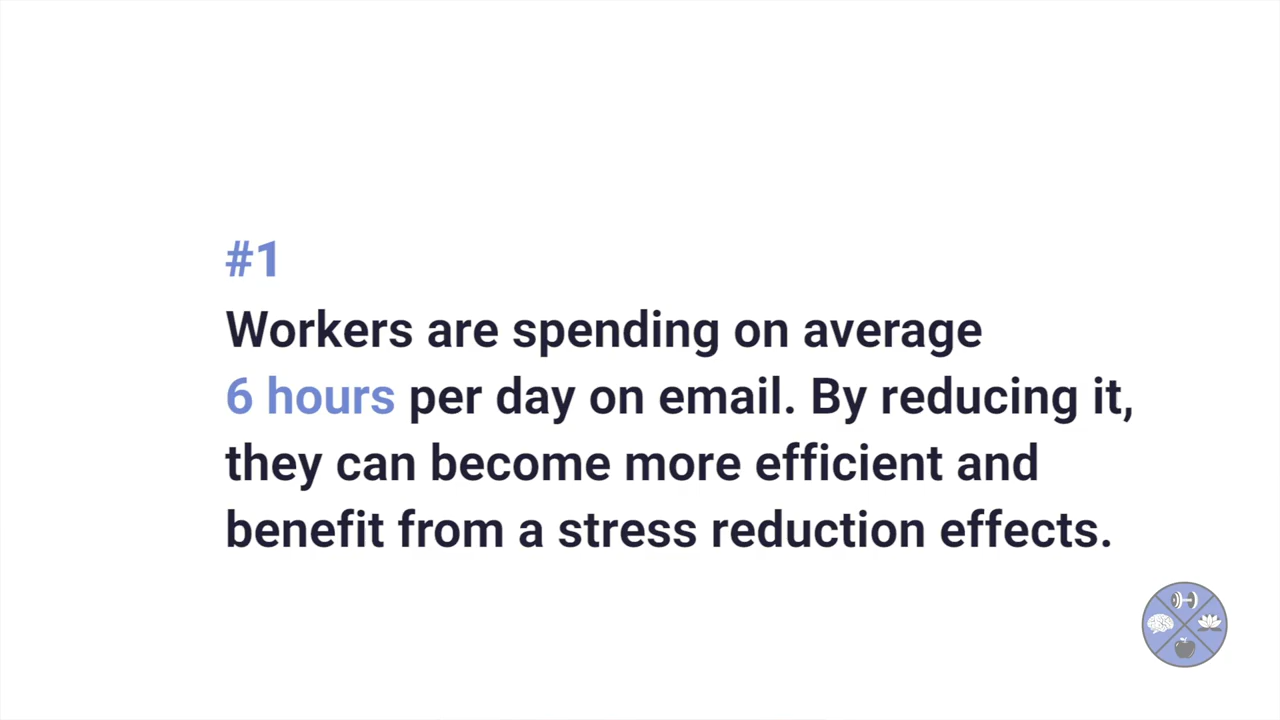 #1
Workers are spending on average
6 hours per day on email. By reducing it,
they can become more efficient and
benefit from a stress reduction effects.